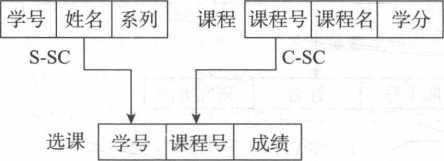 学号 姓名 系列 课程 课程号 课程名 学分
S-SC C-SC
选课 学号 课程号 成绩